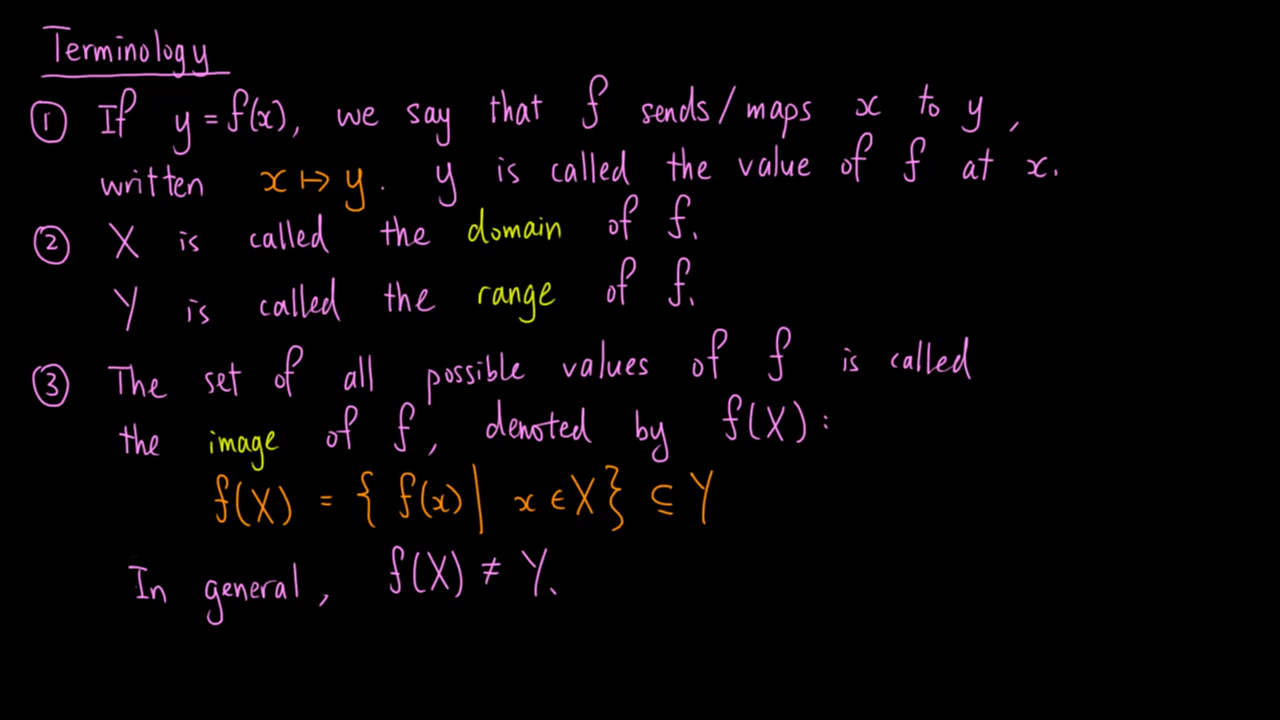 Terminology
① If y = f(x), we say that f sends/maps x to y,
written x ↦ y. y is called the value of f at x.
② X is called the domain of f.
Y is called the range of f.
③ The set of all possible values of f is called
the image of f, denoted by f(X):
f(X) = { f(x) | x ∈ X } ⊆ Y
In general, f(X) ≠ Y.